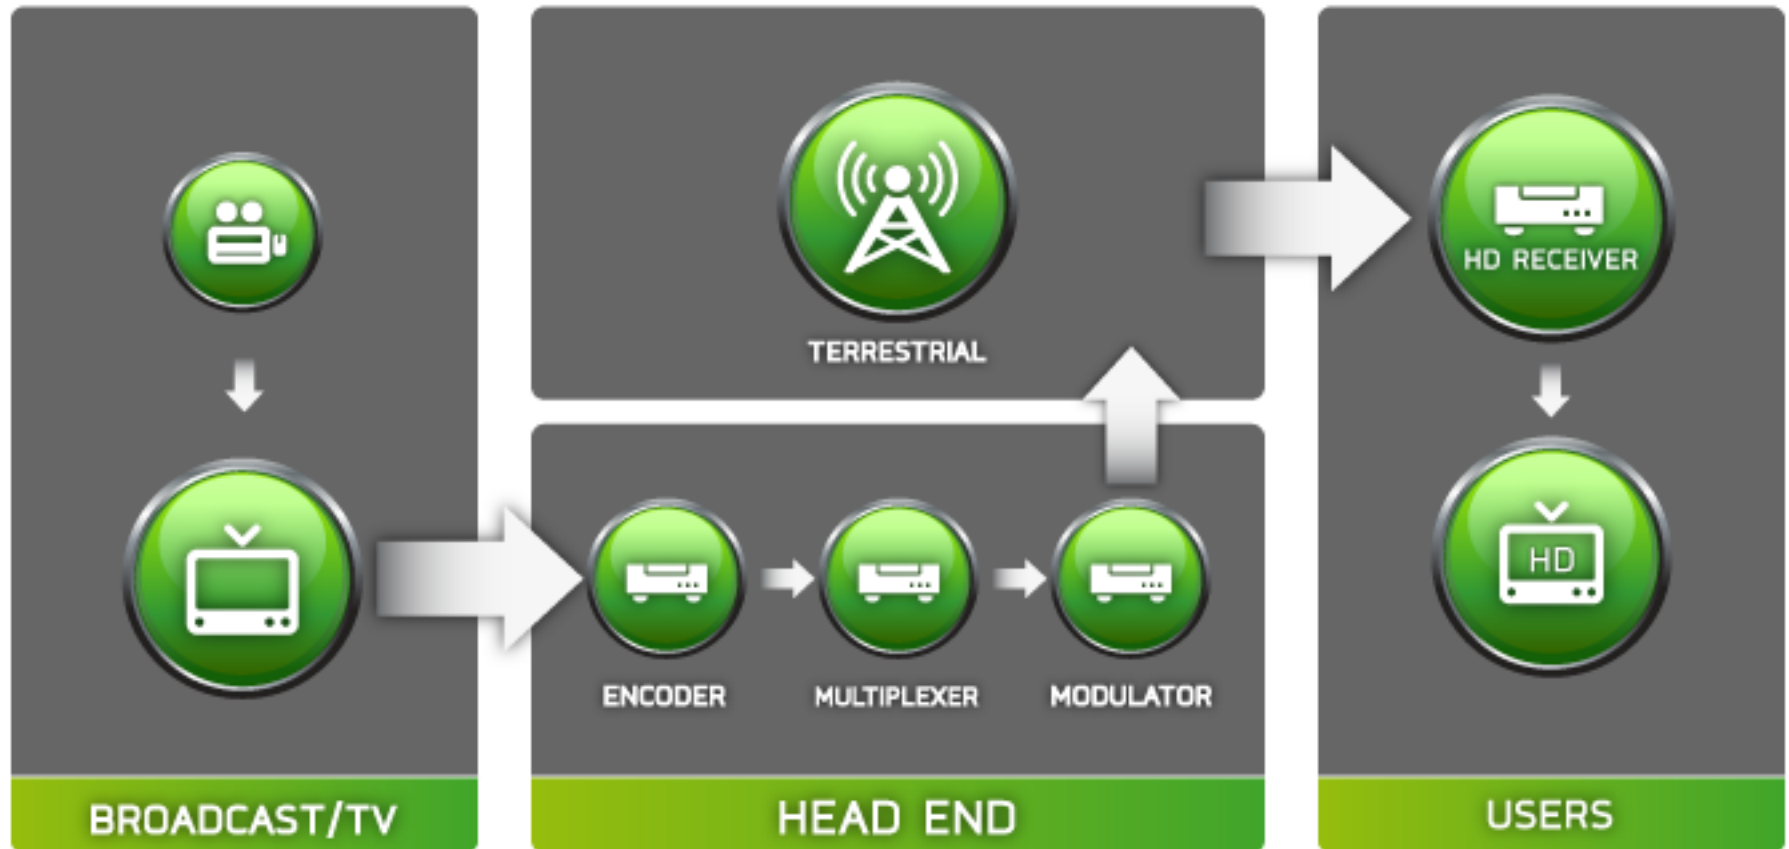 TERRESTRIAL
HD RECEIVER
HD
ENCODER
MULTIPLEXER
MODULATOR
BROADCAST/TV
HEAD END
USERS